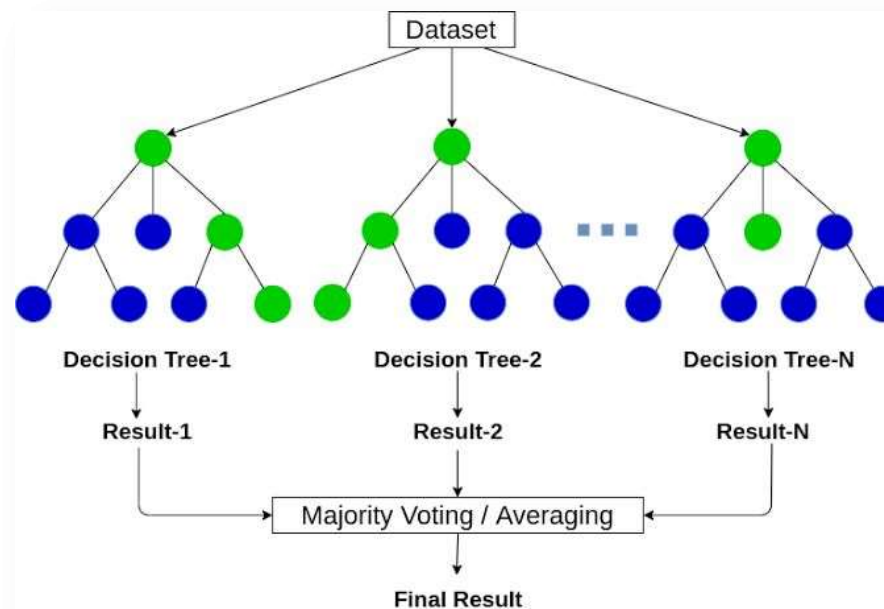 Dataset
Decision Tree-1
Decision Tree-2
Decision Tree-N
Result-1
Result-2
Result-N
Majority Voting / Averaging
Final Result